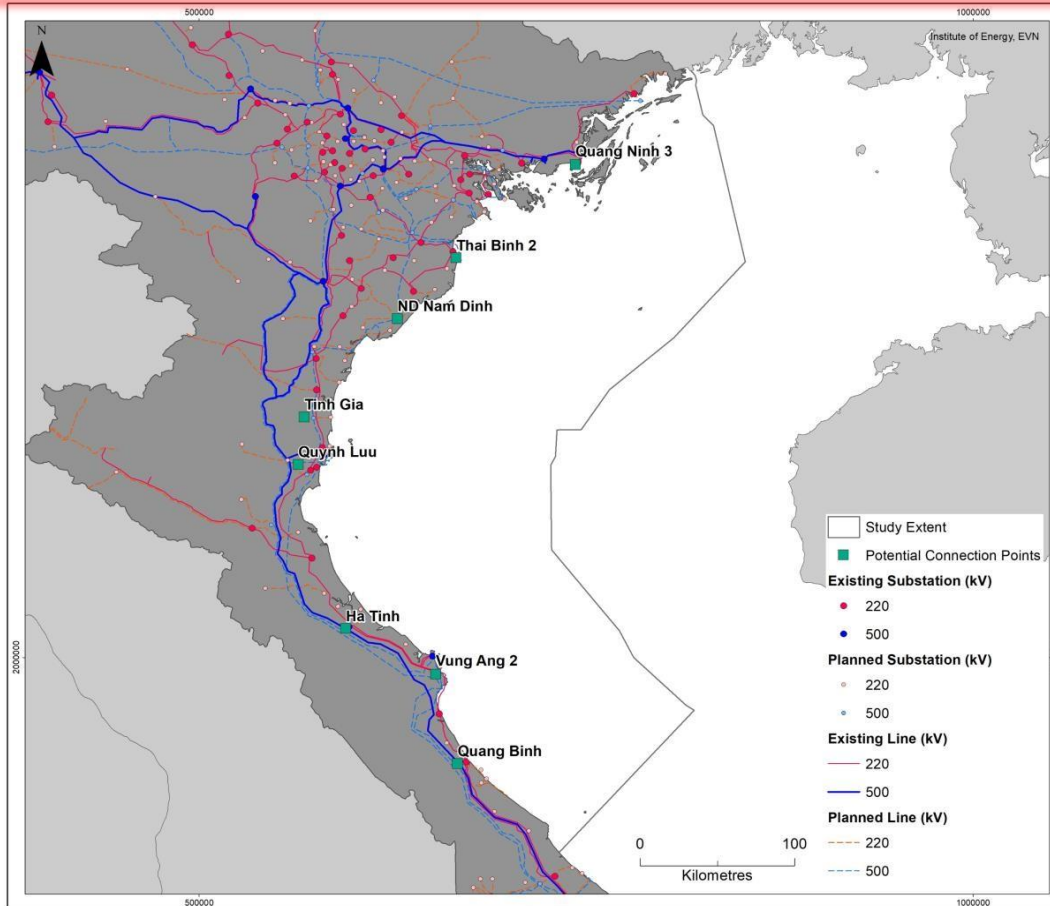 500000
1000000
N
Institute of Energy, EVN
Quang Ninh 3
Thai Binh 2
ND Nam Dinh
Tinh Gia
Quynh Luu
Ha Tinh
Vung Ang 2
Quang Binh
2000000
2000000
Study Extent
Potential Connection Points
Existing Substation (kV)
220
500
Planned Substation (kV)
220
500
Existing Line (kV)
220
500
Planned Line (kV)
220
500
0
100
Kilometres
500000
1000000